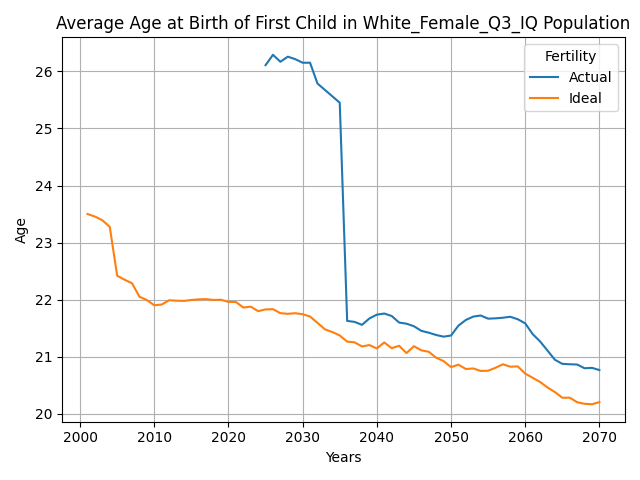 Average Age at Birth of First Child in White_Female_Q3_IQ Population
Fertility
Actual
Ideal
Age
26
25
24
23
22
21
20
2000
2010
2020
2030
2040
2050
2060
2070
Years